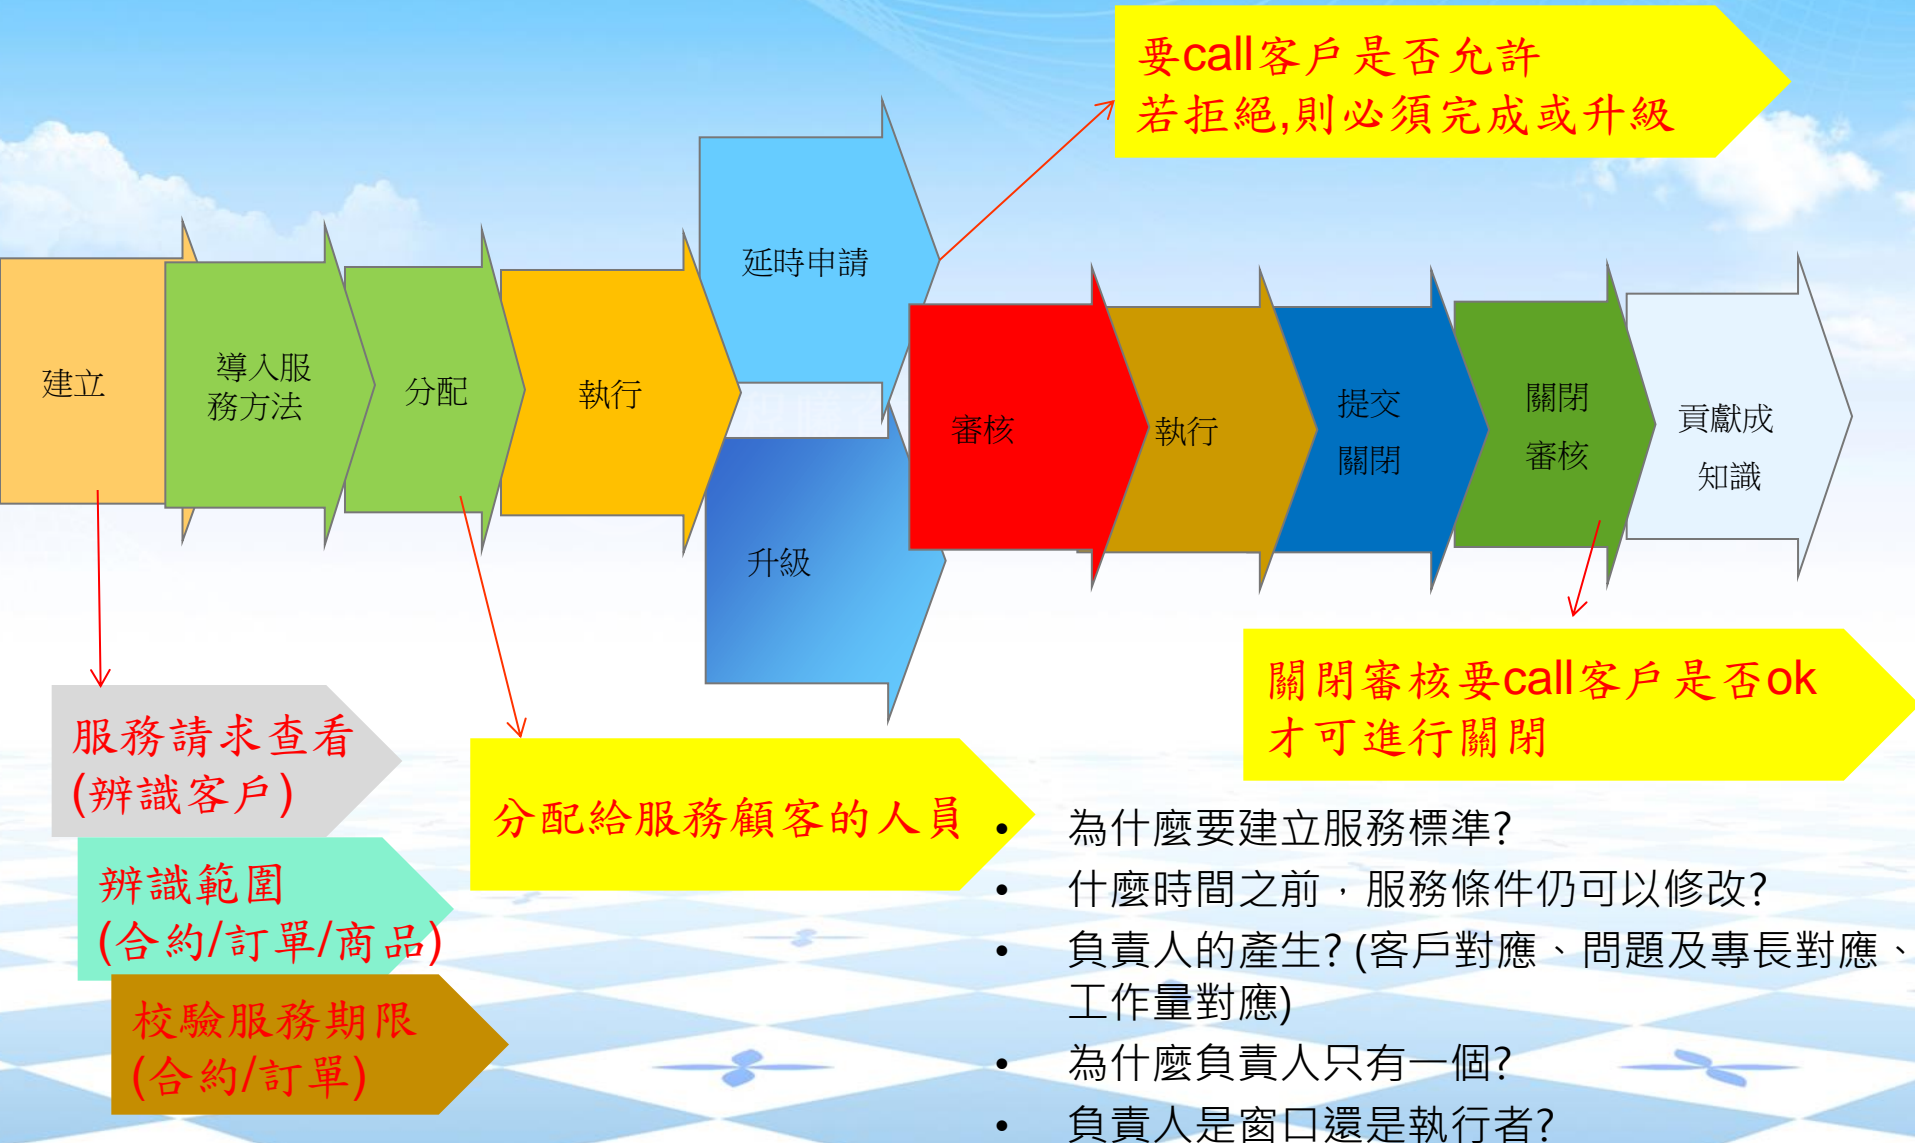 要call客戶是否允許
若拒絕,則必須完成或升級
建立
導入服
務方法
分配
執行
延時申請
升級
審核
執行
提交
關閉
關閉
審核
貢獻成
知識
服務請求查看
(辨識客戶)
辨識範圍
(合約/訂單/商品)
校驗服務期限
(合約/訂單)
分配給服務顧客的人員
關閉審核要call客戶是否ok
才可進行關閉
• 為什麼要建立服務標準?
• 什麼時間之前，服務條件仍可以修改?
• 負責人的產生? (客戶對應、問題及專長對應、
工作量對應)
• 為什麼負責人只有一個?
• 負責人是窗口還是執行者?